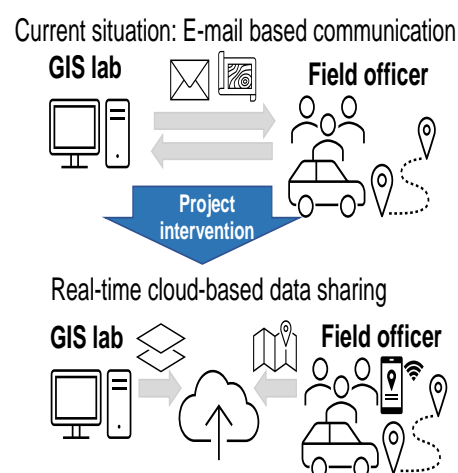 Current situation: E-mail based communication
GIS lab
Field officer
Project
intervention
Real-time cloud-based data sharing
GIS lab
Field officer